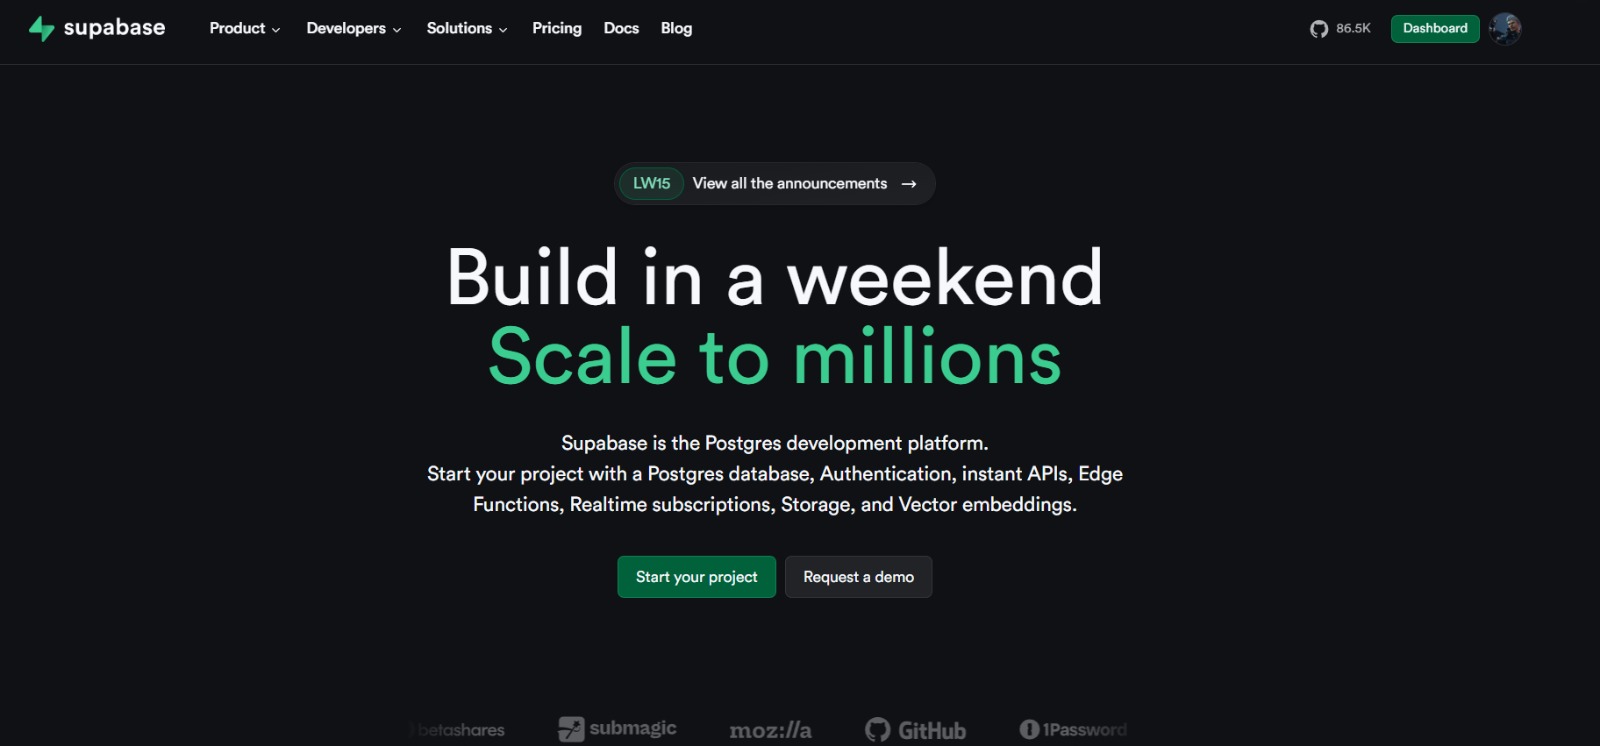 supabase
Product
Developers
Solutions
Pricing
Docs
Blog
86.5K
Dashboard
LW15 View all the announcements →
Build in a weekend
Scale to millions
Supabase is the Postgres development platform.
Start your project with a Postgres database, Authentication, instant APIs, Edge
Functions, Realtime subscriptions, Storage, and Vector embeddings.
Start your project
Request a demo
betashares
submagic
moz://a
GitHub
1Password